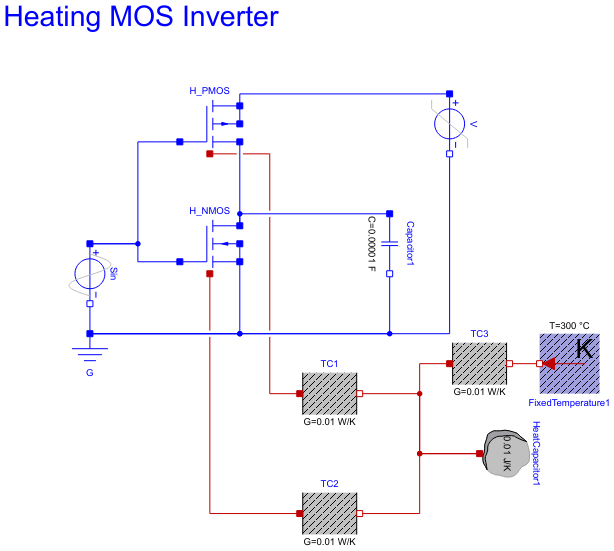 Heating MOS Inverter
H_PMOS
+
V
−
H_NMOS
C=0.00001 F
Capacitor1
+
Sin
−
G
T=300 °C
K
TC3
G=0.01 W/K
FixedTemperature1
TC1
G=0.01 W/K
0.01 J/K
HeatCapacitor1
TC2
G=0.01 W/K